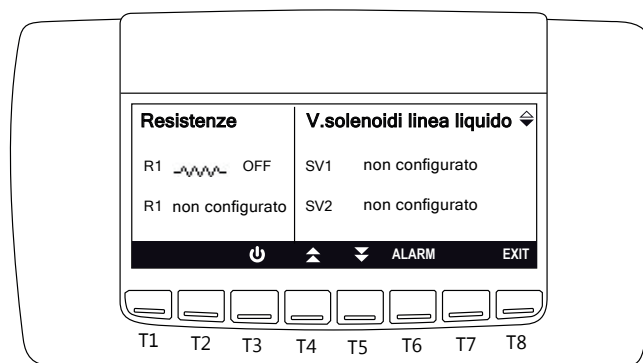 Resistenze
V.solenoidi linea liquido
R1 OFF
SV1 non configurato
R1 non configurato
SV2 non configurato
ALARM EXIT
T1 T2 T3 T4 T5 T6 T7 T8